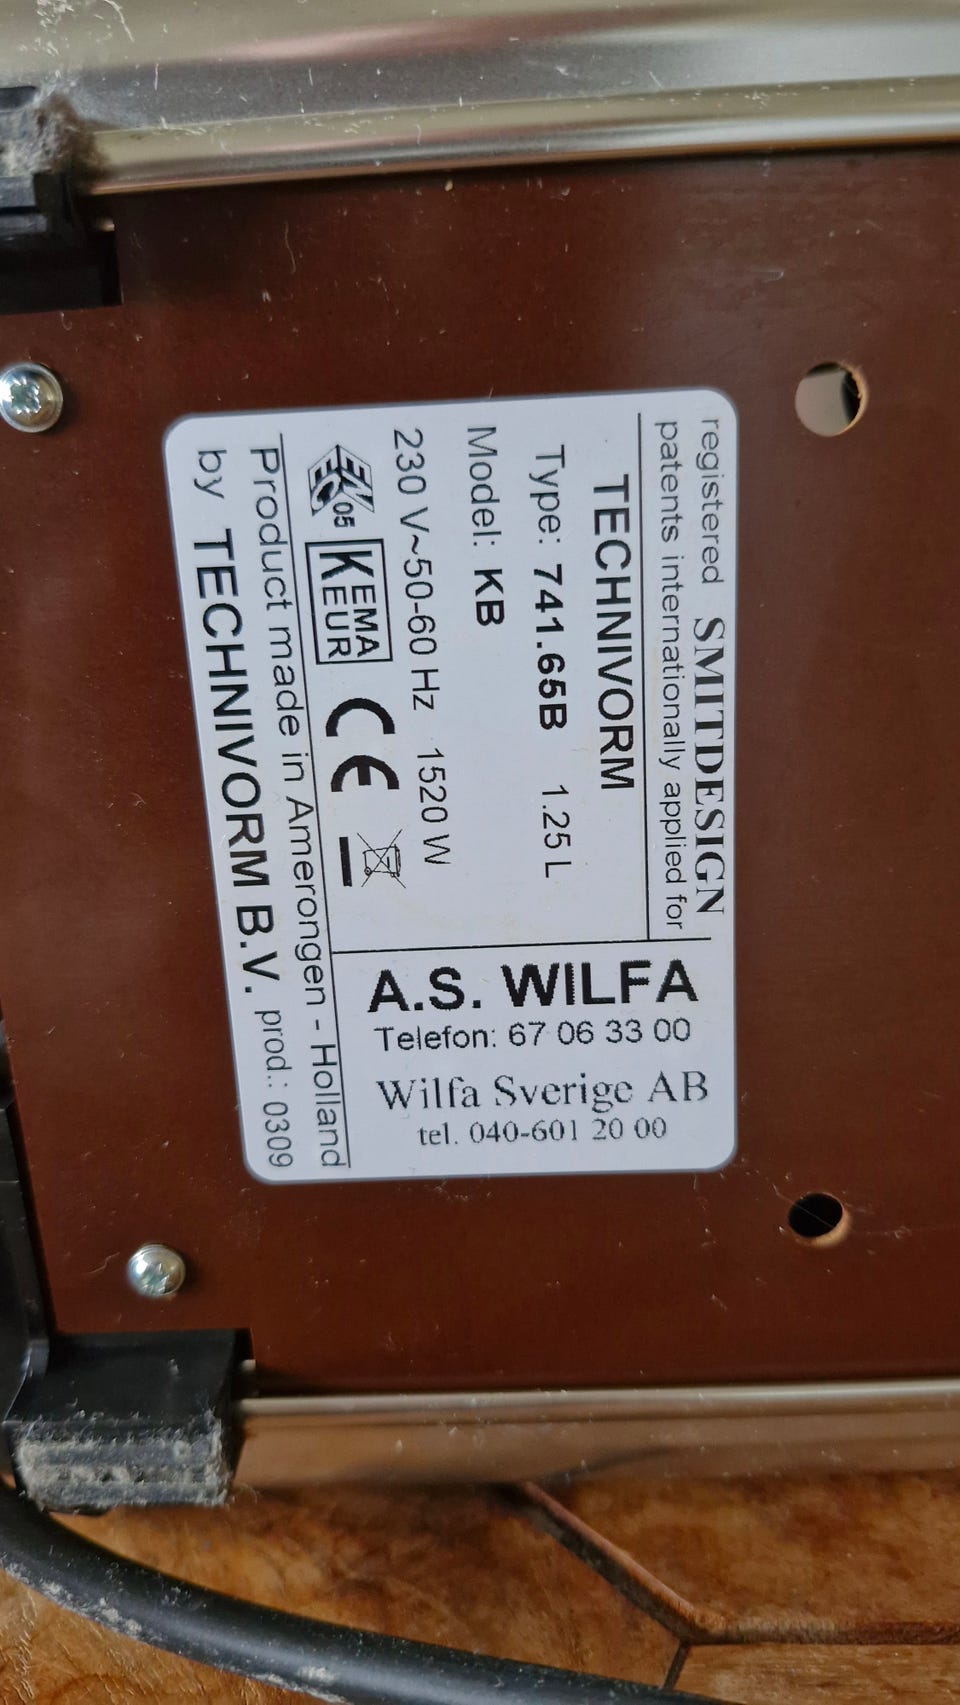 registered SMITDESIGN
patents internationally applied for
TECHNIVORM
Type: 741.65B 1.25 L
Model: KB
230 V~50-60 Hz 1520 W
ENEC 05 KEMA KEUR CE
Product made in Amerongen - Holland
by TECHNIVORM B.V. prod.: 0309
A.S. WILFA
Telefon: 67 06 33 00
Wilfa Sverige AB
tel. 040-601 20 00